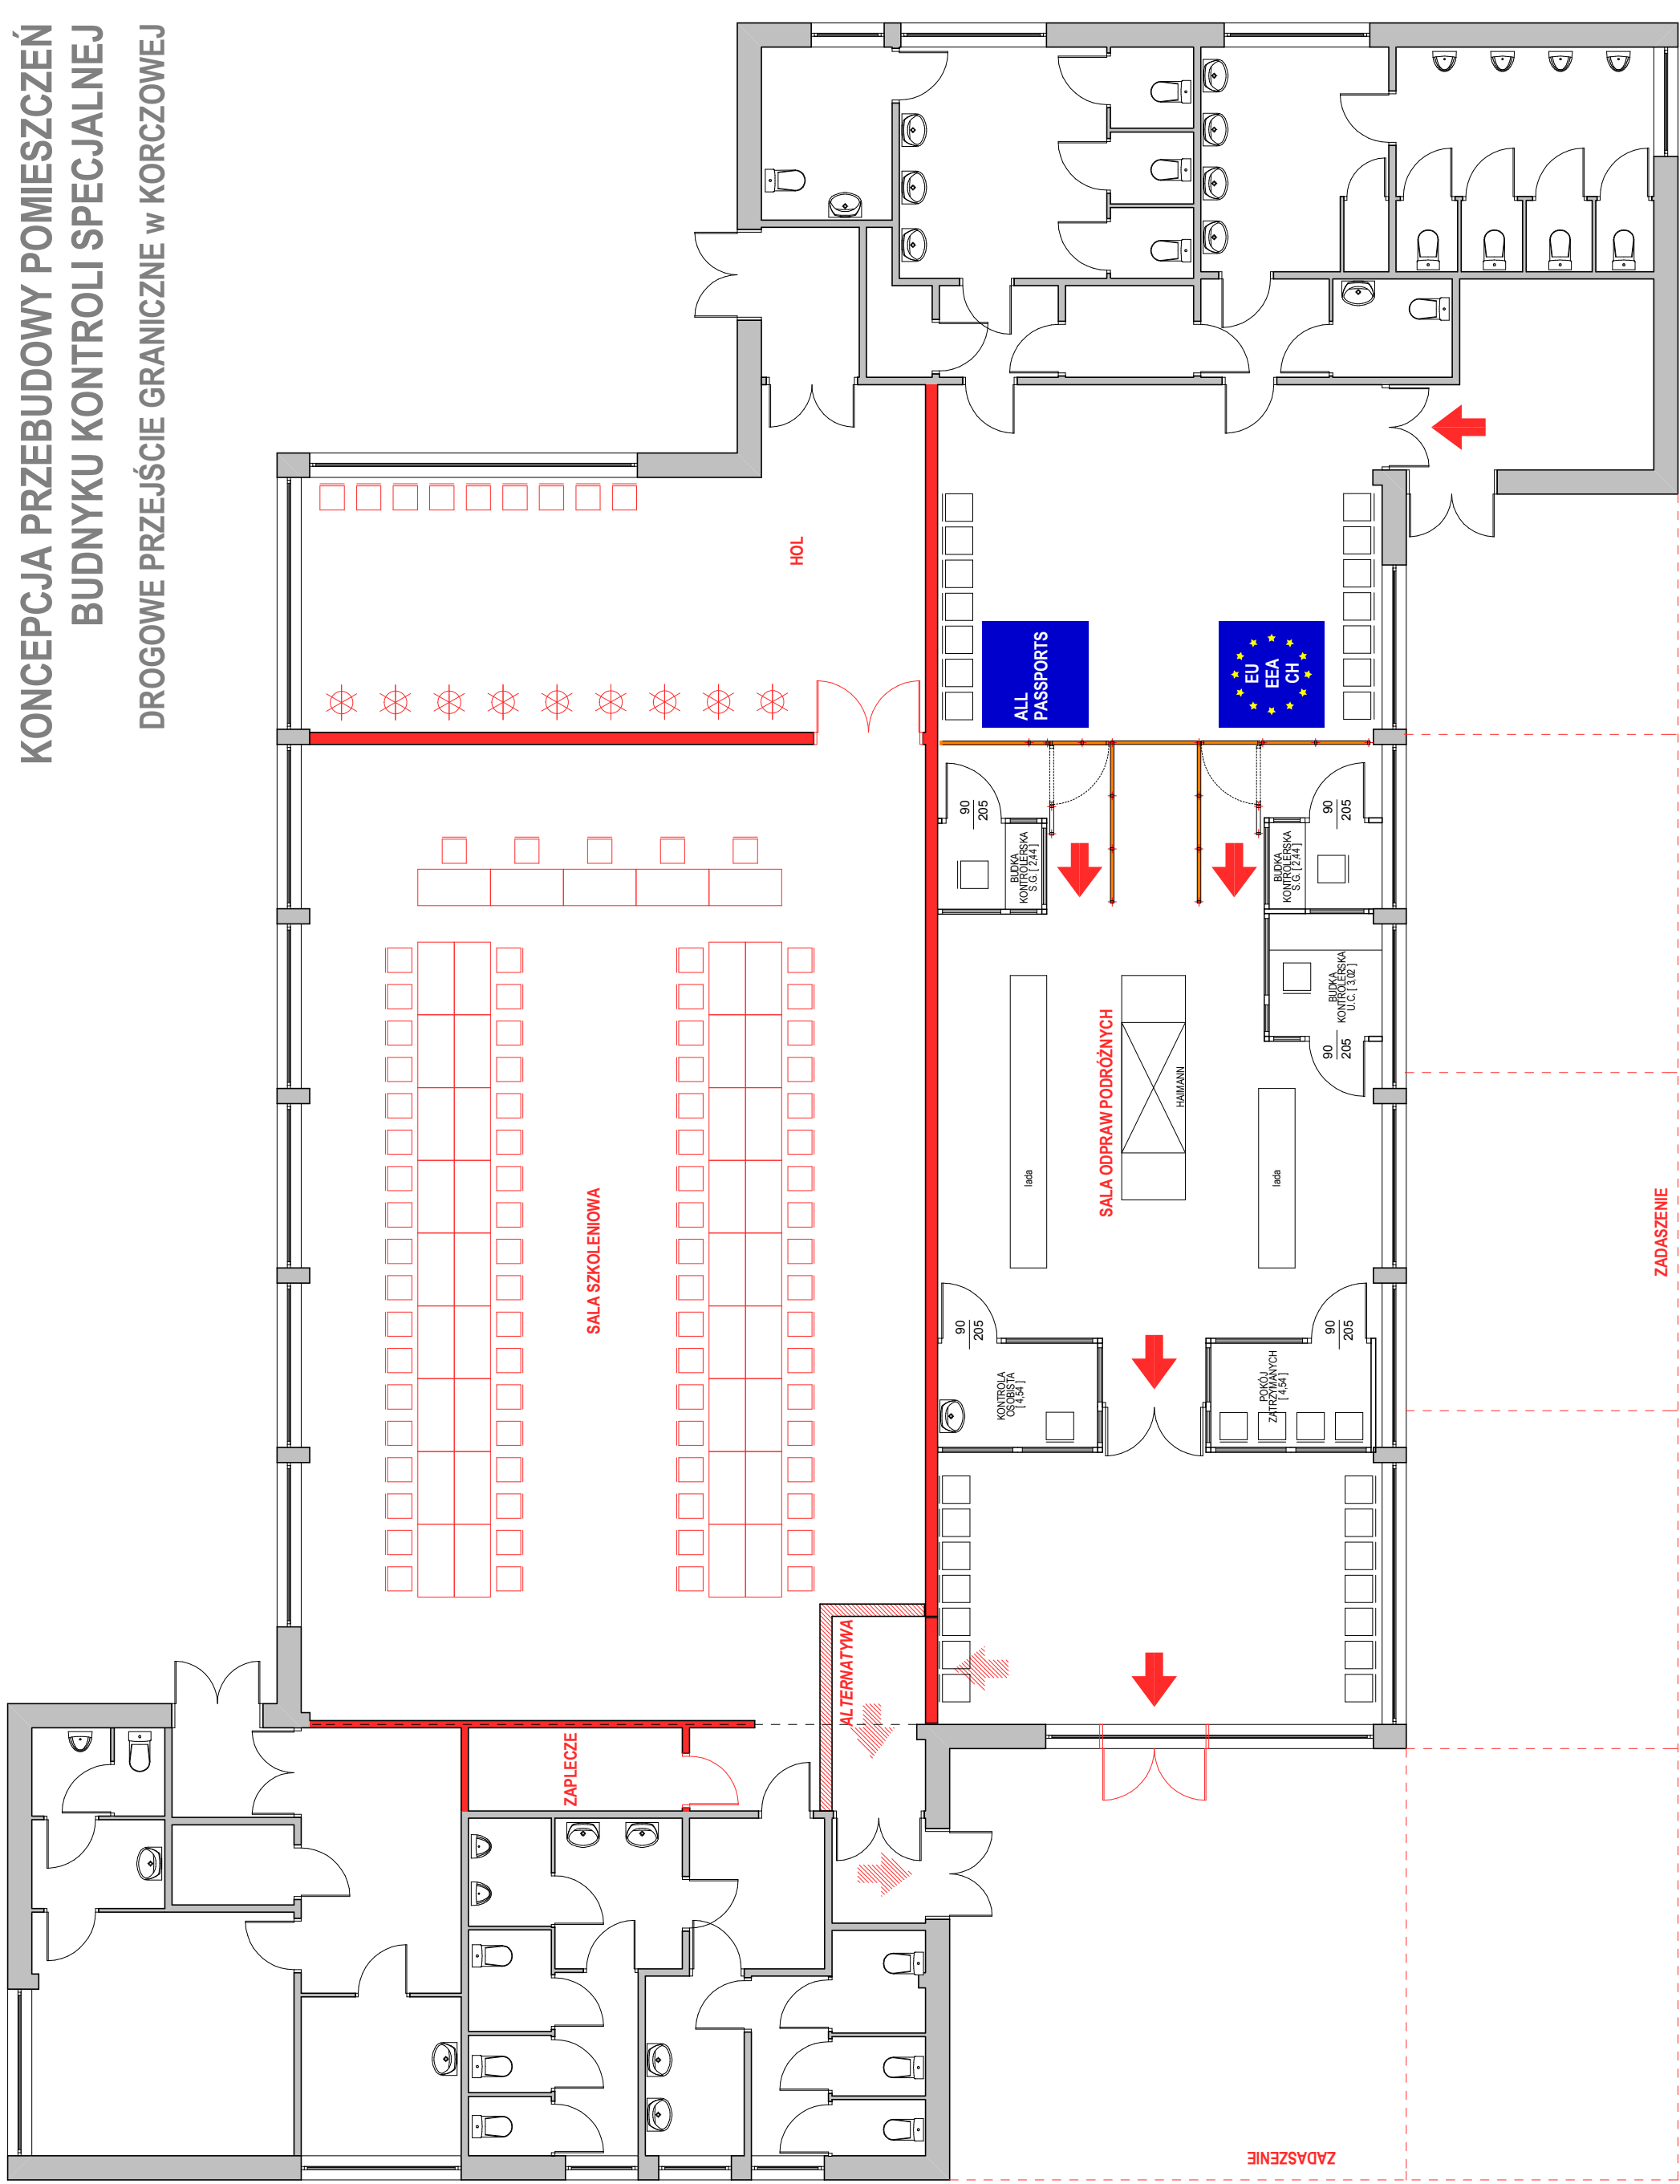 KONCEPCJA PRZEBUDOWY POMIESZCZEŃ
BUDNYKU KONTROLI SPECJALNEJ
DROGOWE PRZEJŚCIE GRANICZNE w KORCZOWEJ
HOL
ALL
PASSPORTS
EU
EEA
CH
90
205
BUDKA
KONTROLERSKA
S.G. [ 2,44 ]
90
205
BUDKA
KONTROLERSKA
S.G. [ 2,44 ]
BUDKA
KONTROLERSKA
U.C. [ 3,02 ]
90
205
SALA ODPRAW PODRÓŻNYCH
HAIMANN
lada
lada
SALA SZKOLENIOWA
ZADASZENIE
90
205
KONTROLA
OSOBISTA
[ 4,54 ]
90
205
POKÓJ
ZATRZYMANYCH
[ 4,54 ]
ALTERNATYWA
ZAPLECZE
ZADASZENIE